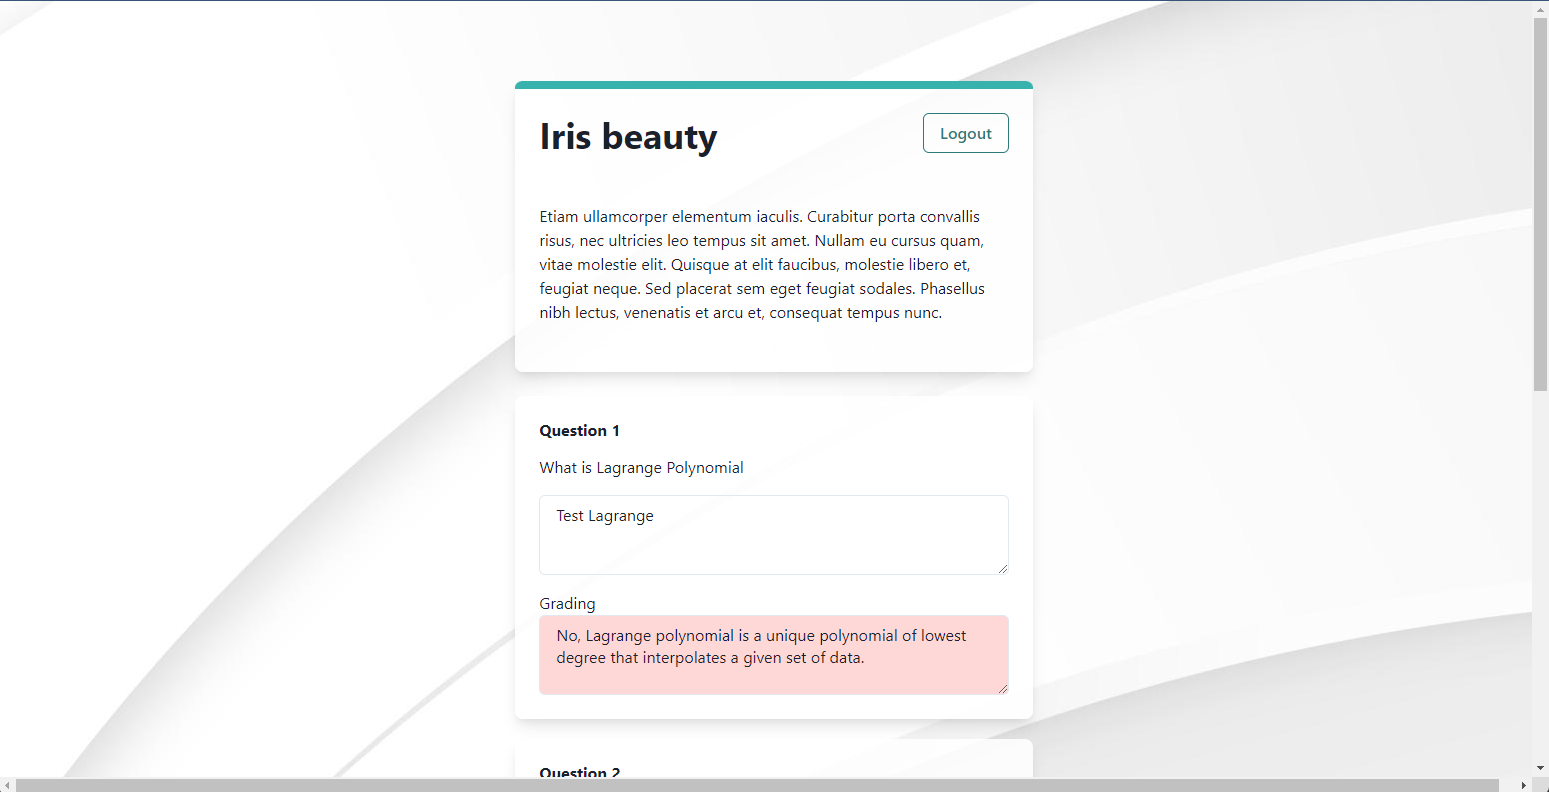 Iris beauty
Logout
Etiam ullamcorper elementum iaculis. Curabitur porta convallis
risus, nec ultricies leo tempus sit amet. Nullam eu cursus quam,
vitae molestie elit. Quisque at elit faucibus, molestie libero et,
feugiat neque. Sed placerat sem eget feugiat sodales. Phasellus
nibh lectus, venenatis et arcu et, consequat tempus nunc.
Question 1
What is Lagrange Polynomial
Test Lagrange
Grading
No, Lagrange polynomial is a unique polynomial of lowest
degree that interpolates a given set of data.
Question 2